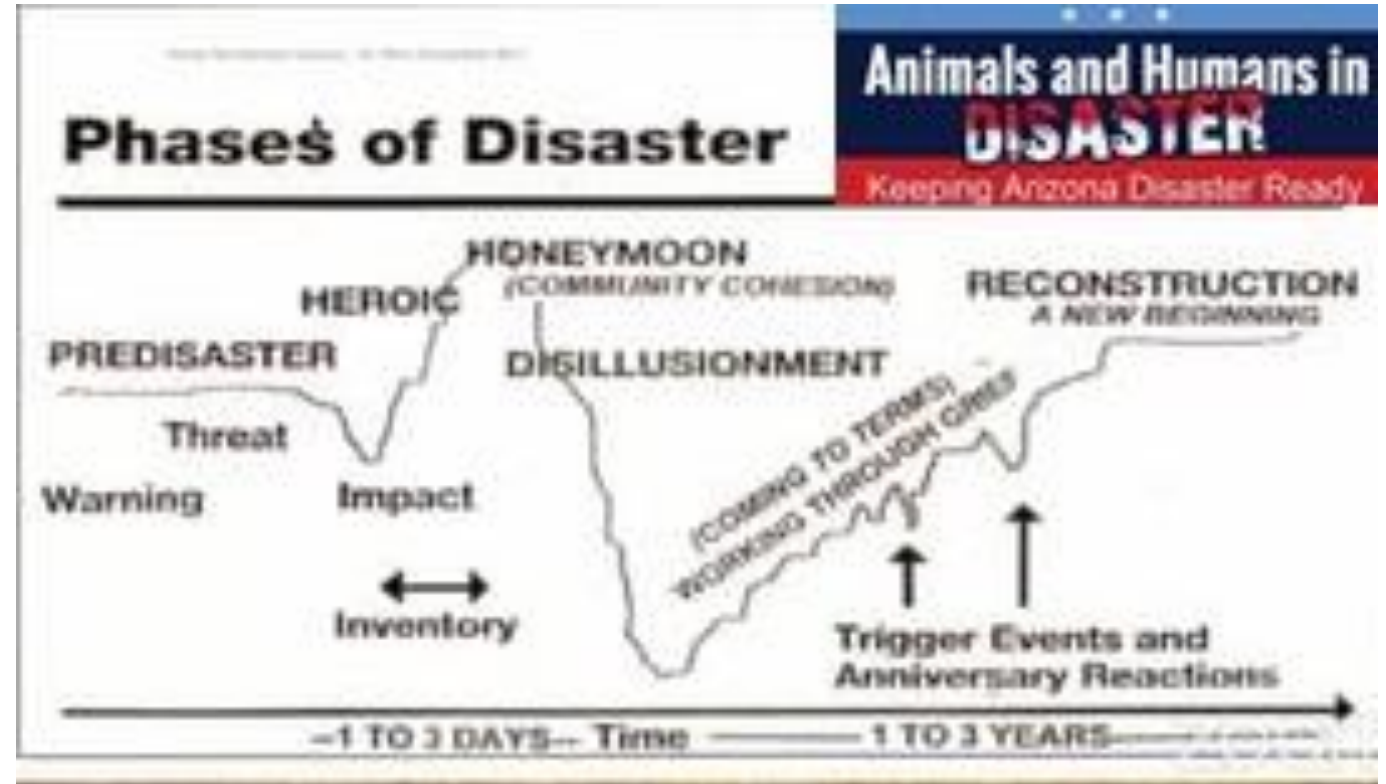 Phases of Disaster
Animals and Humans in
DISASTER
Keeping Arizona Disaster Ready
HONEYMOON
(COMMUNITY COHESION)
HEROIC
RECONSTRUCTION
A NEW BEGINNING
PREDISASTER
DISILLUSIONMENT
Threat
(COMING TO TERMS)
WORKING THROUGH GRIEF
Warning
Impact
Inventory
Trigger Events and
Anniversary Reactions
–1 TO 3 DAYS-- Time 1 TO 3 YEARS